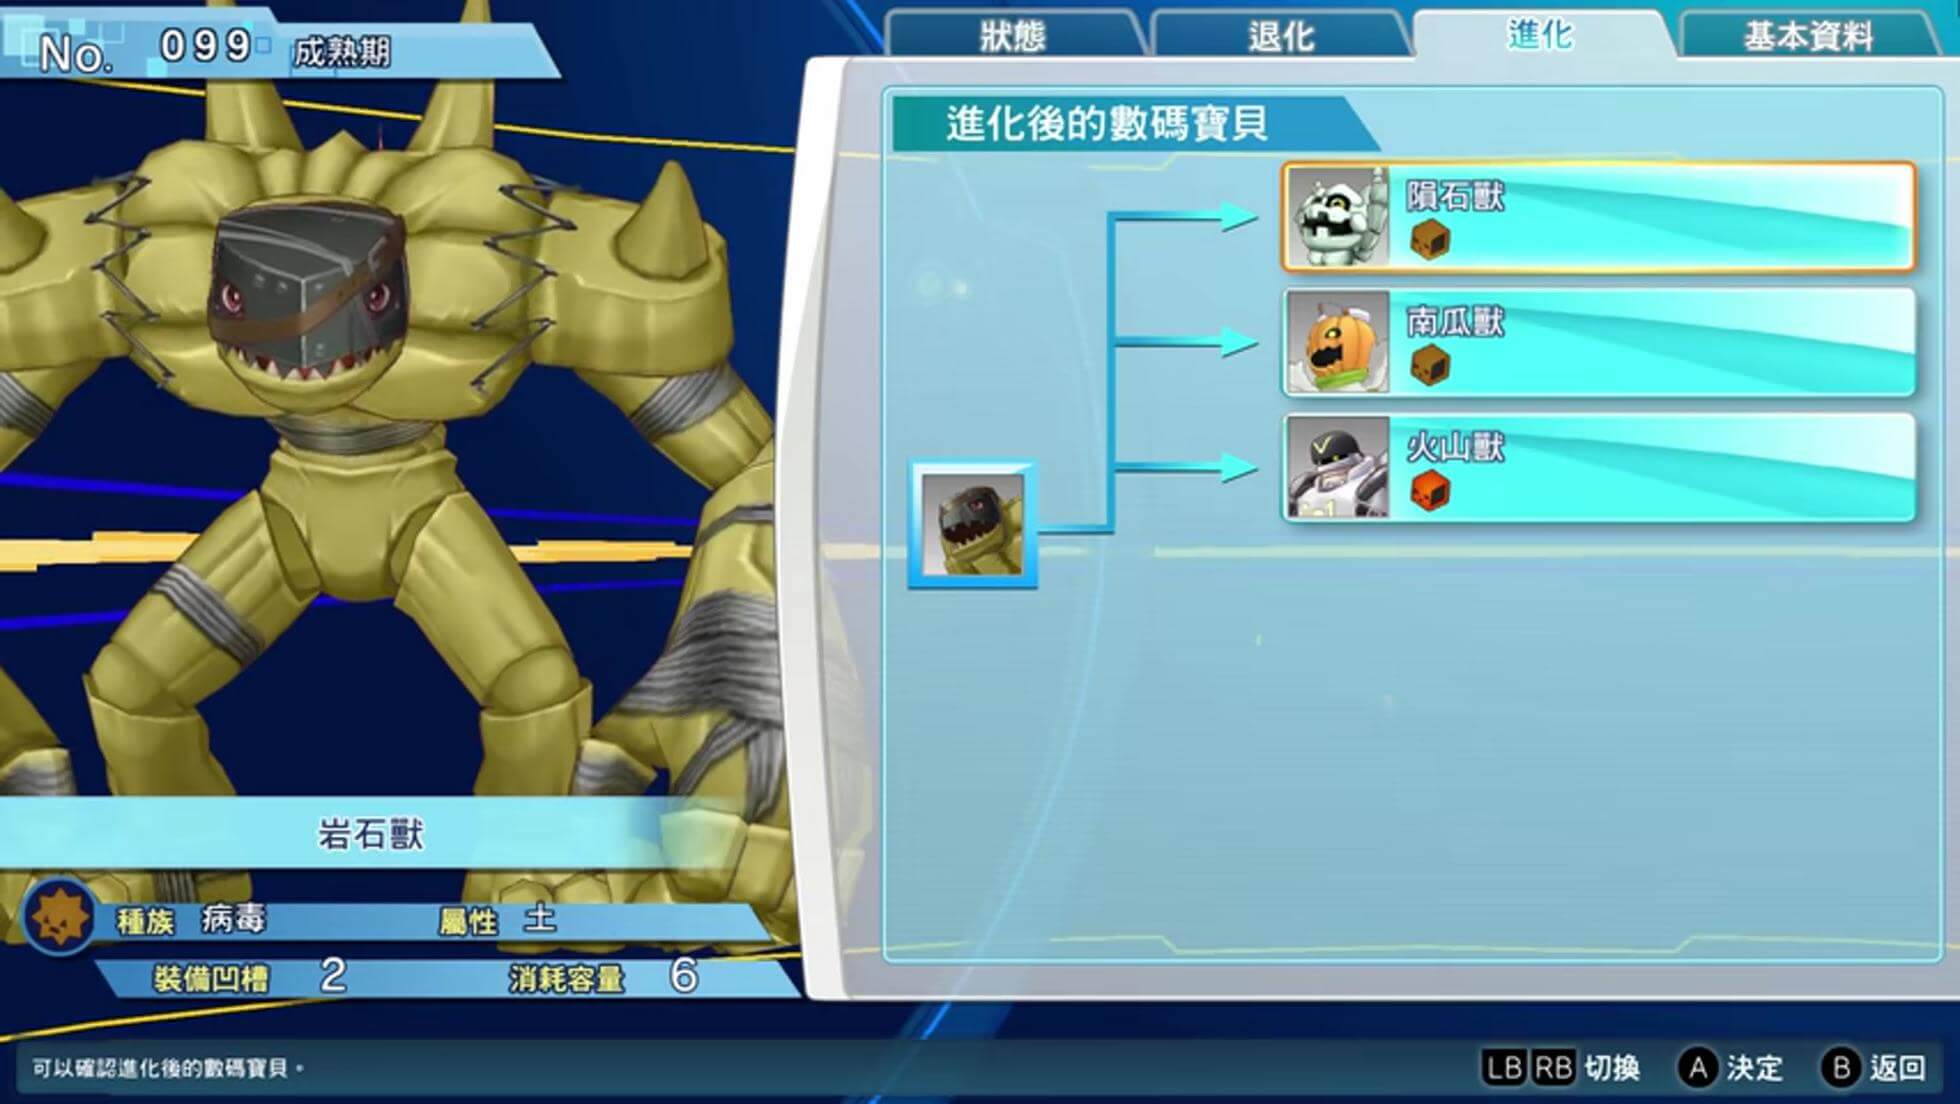 No. 099 成熟期
狀態 退化 進化 基本資料
進化後的數碼寶貝
隕石獸
南瓜獸
火山獸
岩石獸
種族 病毒 屬性 土
裝備凹槽 2 消耗容量 6
可以確認進化後的數碼寶貝。
LB RB 切換 A 決定 B 返回